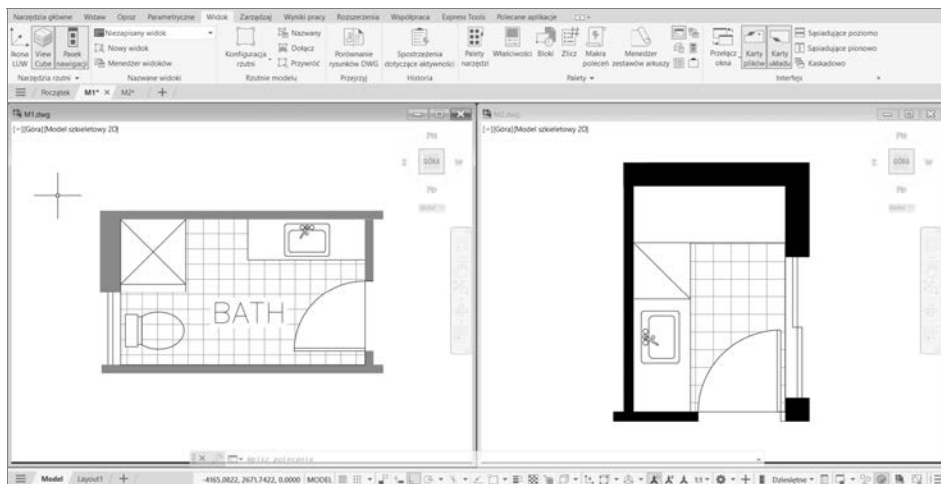 Narzędzia główne Wstaw Opisz Parametryczne Widok Zarządzaj Wyniki pracy Rozszerzenia Współpraca Express Tools Polecane aplikacje
Ikona LUW
View Cube
Pasek nawigacji
Narzędzia rzutni
Niezapisany widok
Nowy widok
Menedżer widoków
Nazwane widoki
Konfiguracja rzutni
Nazwany
Dołącz
Przywróć
Rzutnie modelu
Porównanie rysunków DWG
Przejrzyj
Spostrzeżenia dotyczące aktywności
Historia
Palety narzędzi
Właściwości
Bloki
Zlicz
Makra poleceń
Menedżer zestawów arkuszy
Palety
Przełącz okna
Karty plików
Karty układu
Sąsiadujące poziomo
Sąsiadujące pionowo
Kaskadowo
Interfejs
Początek M1* M2*
M1.dwg
[−][Góra][Model szkieletowy 2D]
GÓRA
BATH
Wpisz polecenie
M2.dwg
[−][Góra][Model szkieletowy 2D]
GÓRA
Model Layout1 + -4165,0822, 2671,7422, 0.0000 MODEL 1:1 Dziesiętne